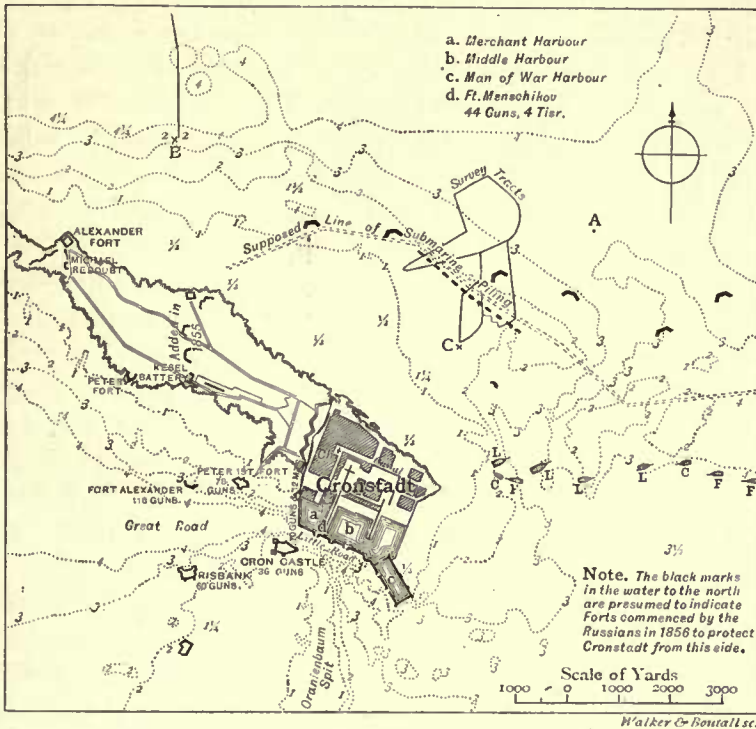 a. Merchant Harbour
b. Middle Harbour
c. Man of War Harbour
d. Ft. Menschikov
44 Guns, 4 Tier.
B
Survey Tracts
A
Supposed Line of Submarine Piling
C
ALEXANDER
FORT
MICHAEL
REDOUBT
Added in
1855
KESEL
BATTERY
PETER
FORT
PETER 1ST. FORT
GUNS
FORT ALEXANDER
116 GUNS.
Great Road
Cronstadt
a
d
b
c
Little Road
CRON CASTLE
36 GUNS
RISBANK
60 GUNS.
Oranienbaum
Spit
L
C
F
L
L
L
C
F
F
Note. The black marks
in the water to the north
are presumed to indicate
Forts commenced by the
Russians in 1856 to protect
Cronstadt from this side.
Scale of Yards
1000 0 1000 2000 3000
Walker & Boutall sc.